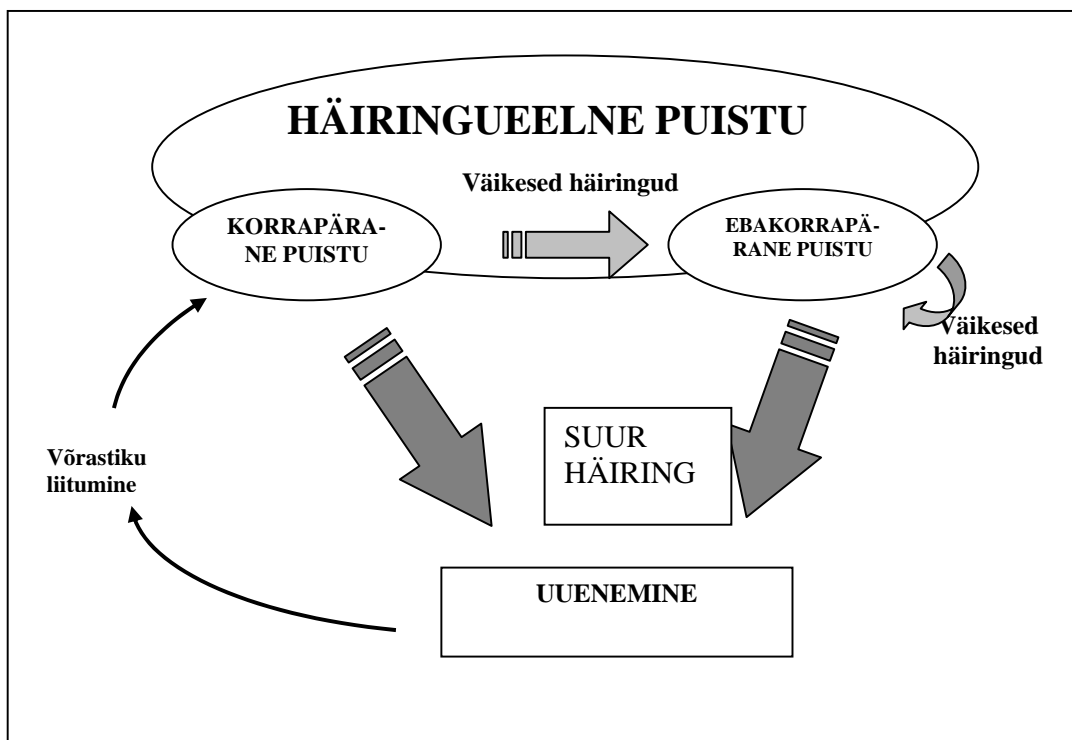 HÄIRINGUEELNE PUISTU
Väikesed häiringud
KORRAPÄRA-
NE PUISTU
EBAKORRAPÄ-
RANE PUISTU
Väikesed
häiringud
SUUR
HÄIRING
Võrastiku
liitumine
UUENEMINE